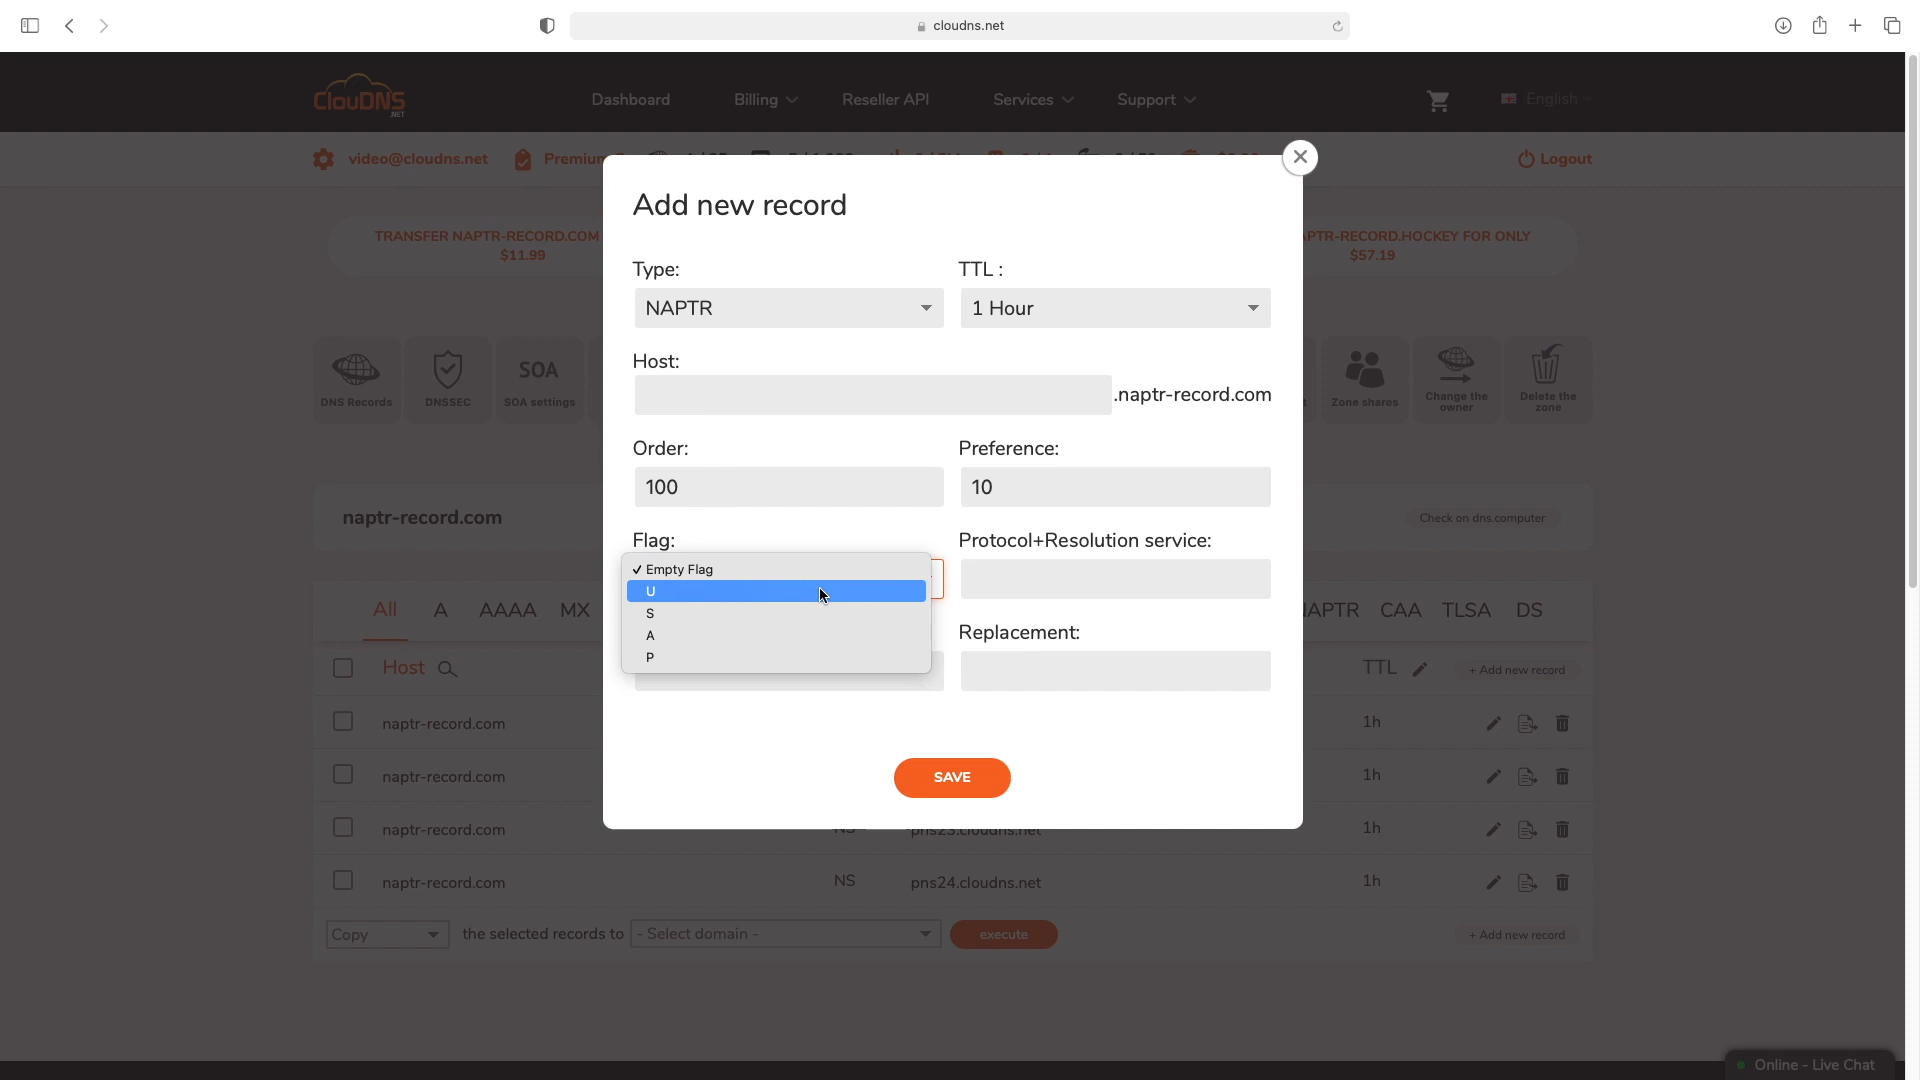 cloudns.net
ClouDNS
.NET
Dashboard
Billing
Reseller API
Services
Support
English
video@cloudns.net
Premium
Logout
TRANSFER NAPTR-RECORD.COM
$11.99
APTR-RECORD.HOCKEY FOR ONLY
$57.19
DNS Records
DNSSEC
SOA
SOA settings
Zone shares
Change the
owner
Delete the
zone
naptr-record.com
Check on dns.computer
Add new record
Type:
TTL :
NAPTR
1 Hour
Host:
.naptr-record.com
Order:
Preference:
100
10
Flag:
Protocol+Resolution service:
✓ Empty Flag
U
S
A
P
Replacement:
SAVE
All
A
AAAA
MX
NAPTR
CAA
TLSA
DS
Host
TTL
+ Add new record
naptr-record.com
1h
naptr-record.com
1h
naptr-record.com
NS
pns23.cloudns.net
1h
naptr-record.com
NS
pns24.cloudns.net
1h
Copy
the selected records to
- Select domain -
execute
+ Add new record
Online - Live Chat